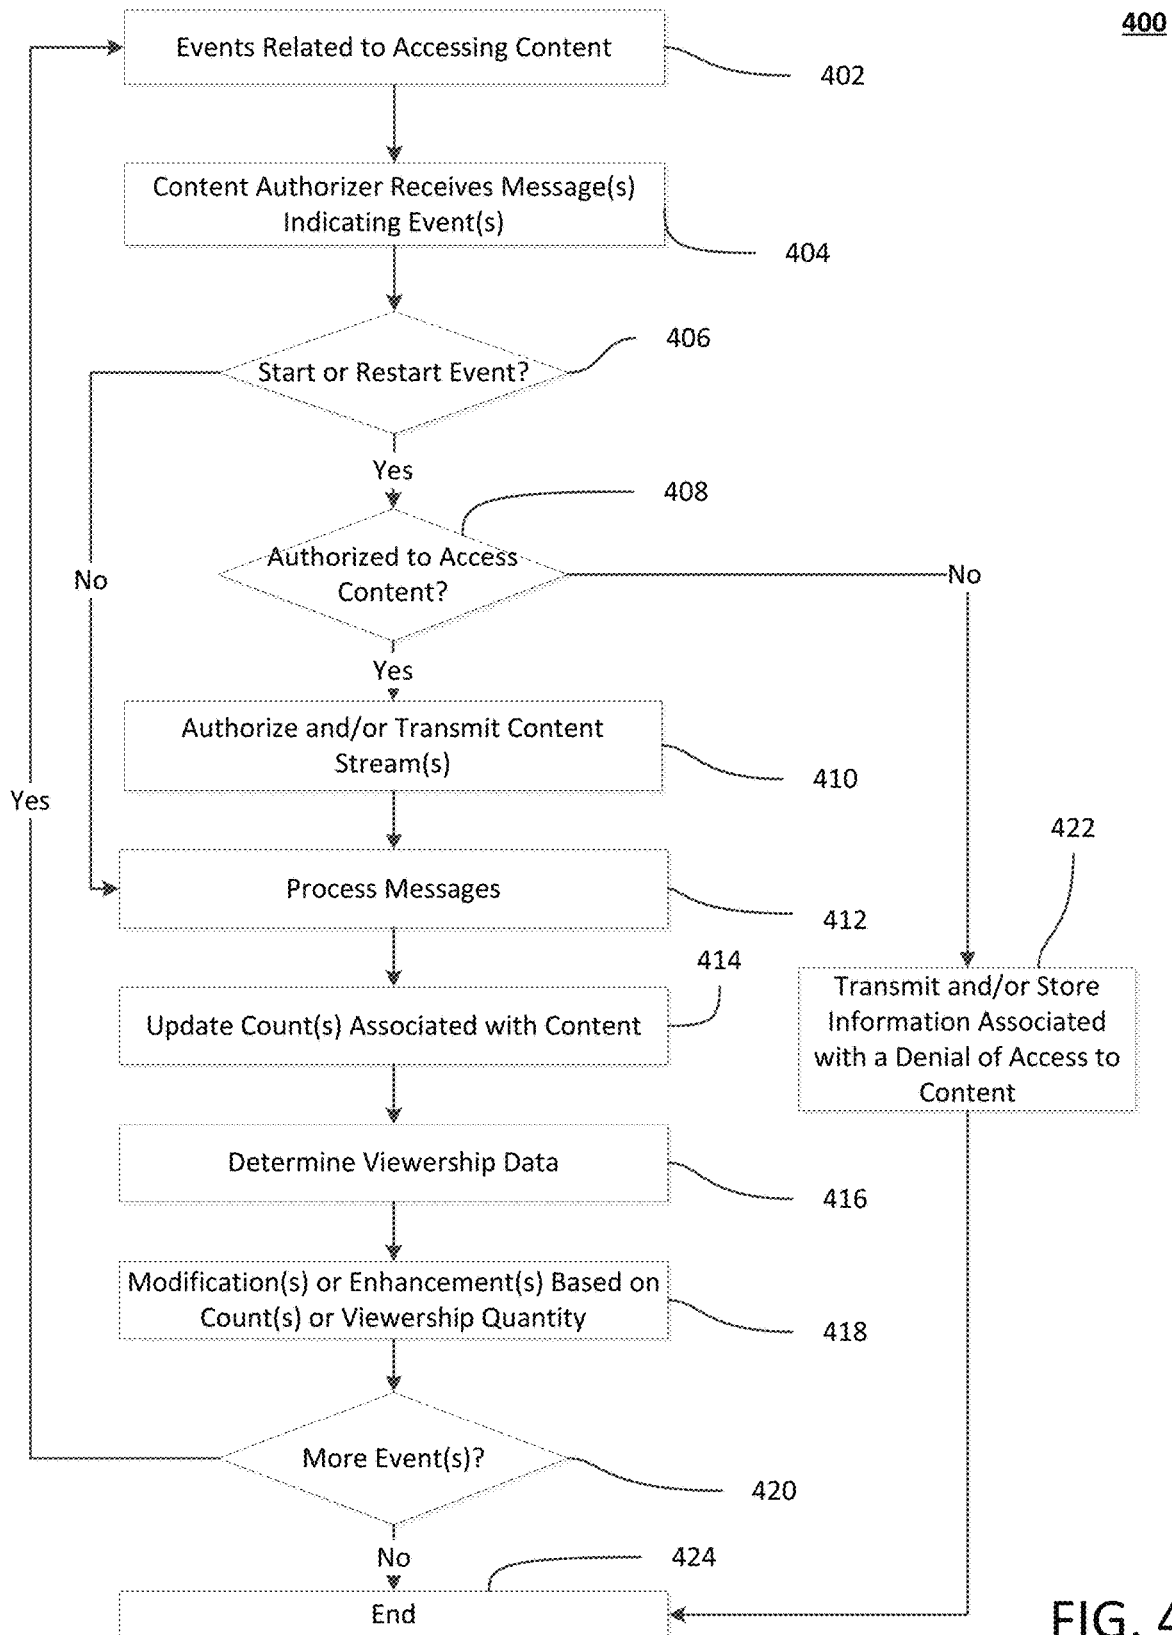 400
Events Related to Accessing Content
402
Content Authorizer Receives Message(s)
Indicating Event(s)
404
406
Start or Restart Event?
Yes
408
Authorized to Access
Content?
No
No
Yes
Authorize and/or Transmit Content
Stream(s)
410
Yes
422
Process Messages
412
414
Transmit and/or Store
Information Associated
with a Denial of Access to
Content
Update Count(s) Associated with Content
Determine Viewership Data
416
Modification(s) or Enhancement(s) Based on
Count(s) or Viewership Quantity
418
More Event(s)?
420
No
424
End
FIG. 4